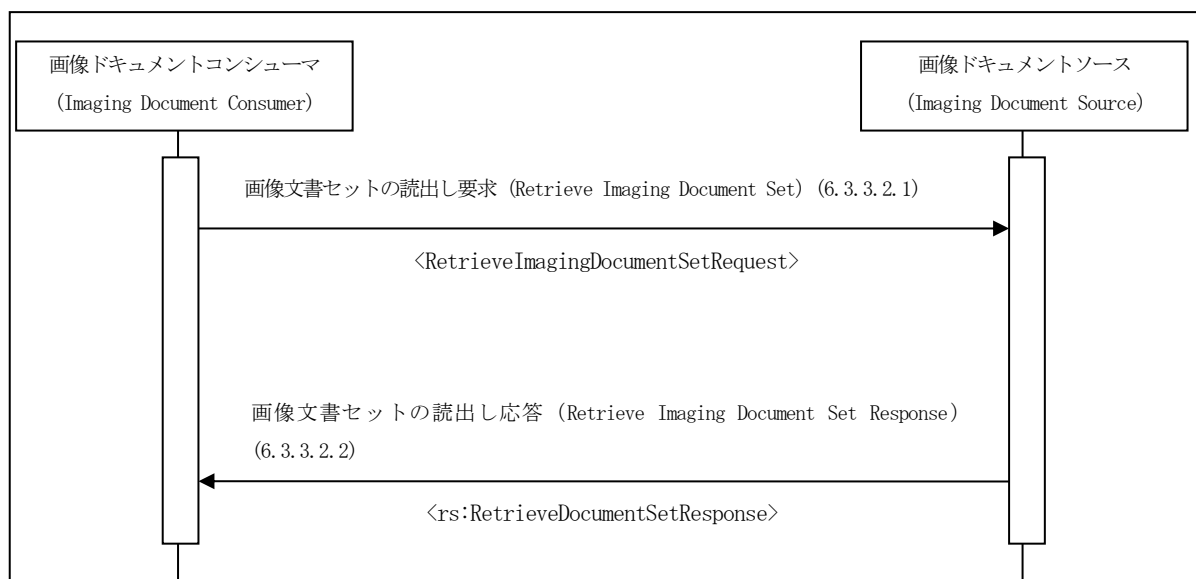 画像ドキュメントコンシューマ
(Imaging Document Consumer)
画像ドキュメントソース
(Imaging Document Source)
画像文書セットの読出し要求 (Retrieve Imaging Document Set) (6.3.3.2.1)
<RetrieveImagingDocumentSetRequest>
画像文書セットの読出し応答 (Retrieve Imaging Document Set Response)
(6.3.3.2.2)
<rs:RetrieveDocumentSetResponse>